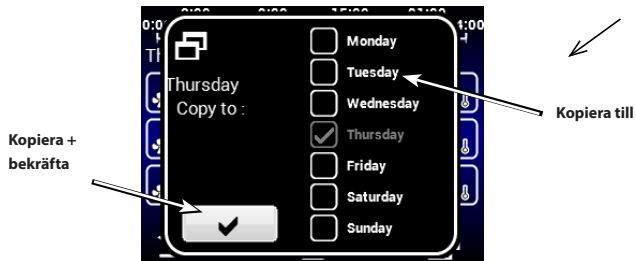 Monday
Tuesday
Wednesday
Thursday
Friday
Saturday
Sunday
Thursday
Copy to :
Kopiera till
Kopiera +
bekräfta